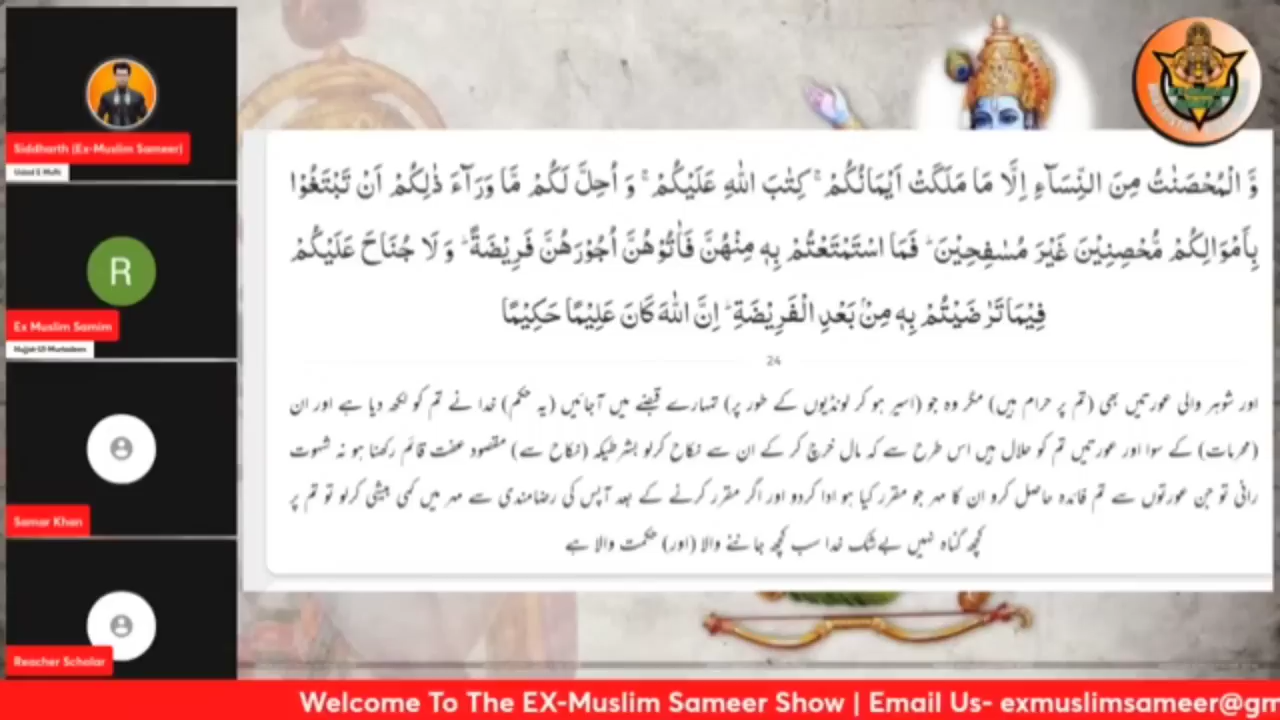 Siddharth (Ex-Muslim Sameer)
Ustad E Mufti
R
Ex Muslim Samim
Hujjat-Ul-Murtadeen
Samar Khan
Reacher Scholar
وَّ الْمُحْصَنٰتُ مِنَ النِّسَآءِ اِلَّا مَا مَلَكَتْ اَیْمَانُكُمْ ۚ كِتٰبَ اللّٰهِ عَلَیْكُمْ ۚ وَ اُحِلَّ لَكُمْ مَّا وَرَآءَ ذٰلِكُمْ اَنْ تَبْتَغُوْا
بِاَمْوَالِكُمْ مُّحْصِنِیْنَ غَیْرَ مُسٰفِحِیْنَ ؕ فَمَا اسْتَمْتَعْتُمْ بِهٖ مِنْهُنَّ فَاٰتُوْهُنَّ اُجُوْرَهُنَّ فَرِیْضَةً ؕ وَ لَا جُنَاحَ عَلَیْكُمْ
فِیْمَا تَرٰضَیْتُمْ بِهٖ مِنْۢ بَعْدِ الْفَرِیْضَةِ ؕ اِنَّ اللّٰهَ كَانَ عَلِیْمًا حَكِیْمًا
24
اور شوہر والی عورتیں بھی (تم پر حرام ہیں) مگر وہ جو (اسیر ہو کر لونڈیوں کے طور پر) تمہارے قبضے میں آجائیں (یہ حکم) خدا نے تم کو لکھ دیا ہے اور ان
(محرمات) کے سوا اور عورتیں تم کو حلال ہیں اس طرح سے کہ مال خرچ کر کے ان سے نکاح کرلو بشرطیکہ (نکاح سے) مقصود عفت قائم رکھنا ہو نہ شہوت
رانی تو جن عورتوں سے تم فائدہ حاصل کرو ان کا مہر جو مقرر کیا ہو ادا کردو اور اگر مقرر کرنے کے بعد آپس کی رضامندی سے مہر میں کمی بیشی کرلو تو تم پر
کچھ گناہ نہیں بےشک خدا سب کچھ جاننے والا (اور) حکمت والا ہے
Welcome To The EX-Muslim Sameer Show | Email Us- exmuslimsameer@gm